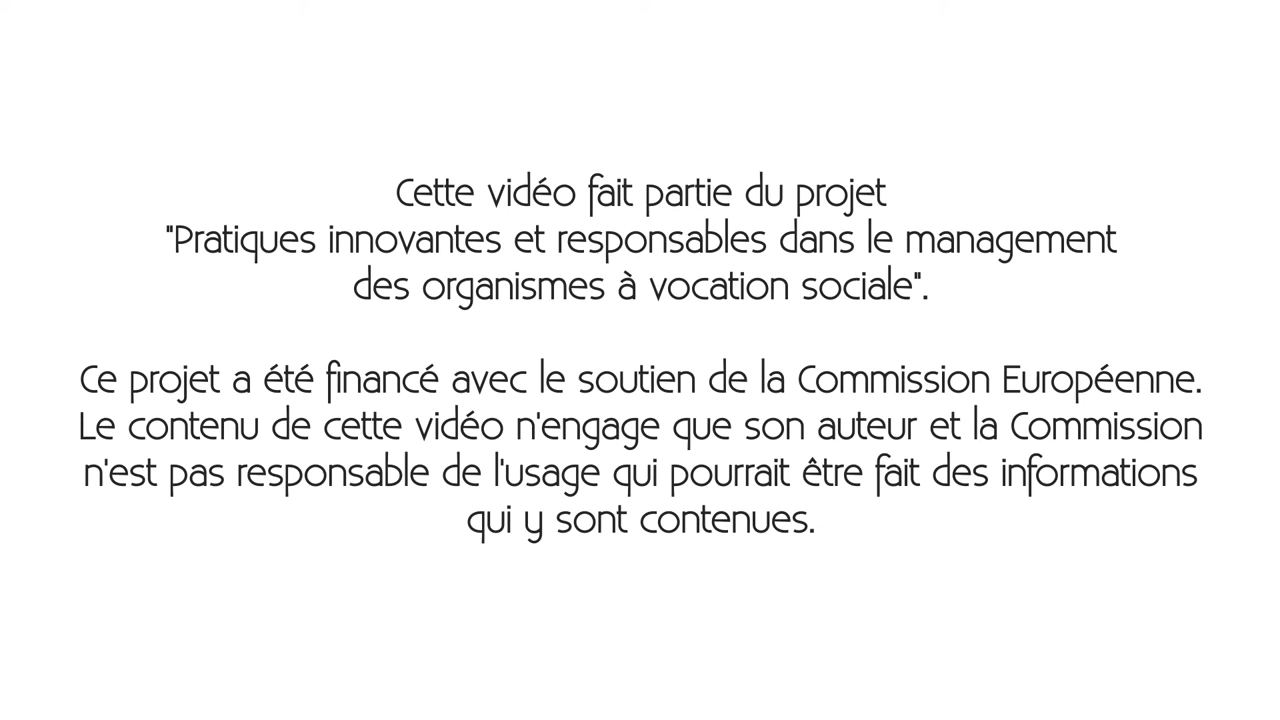 Cette vidéo fait partie du projet
"Pratiques innovantes et responsables dans le management
des organismes à vocation sociale".
Ce projet a été financé avec le soutien de la Commission Européenne.
Le contenu de cette vidéo n'engage que son auteur et la Commission
n'est pas responsable de l'usage qui pourrait être fait des informations
qui y sont contenues.